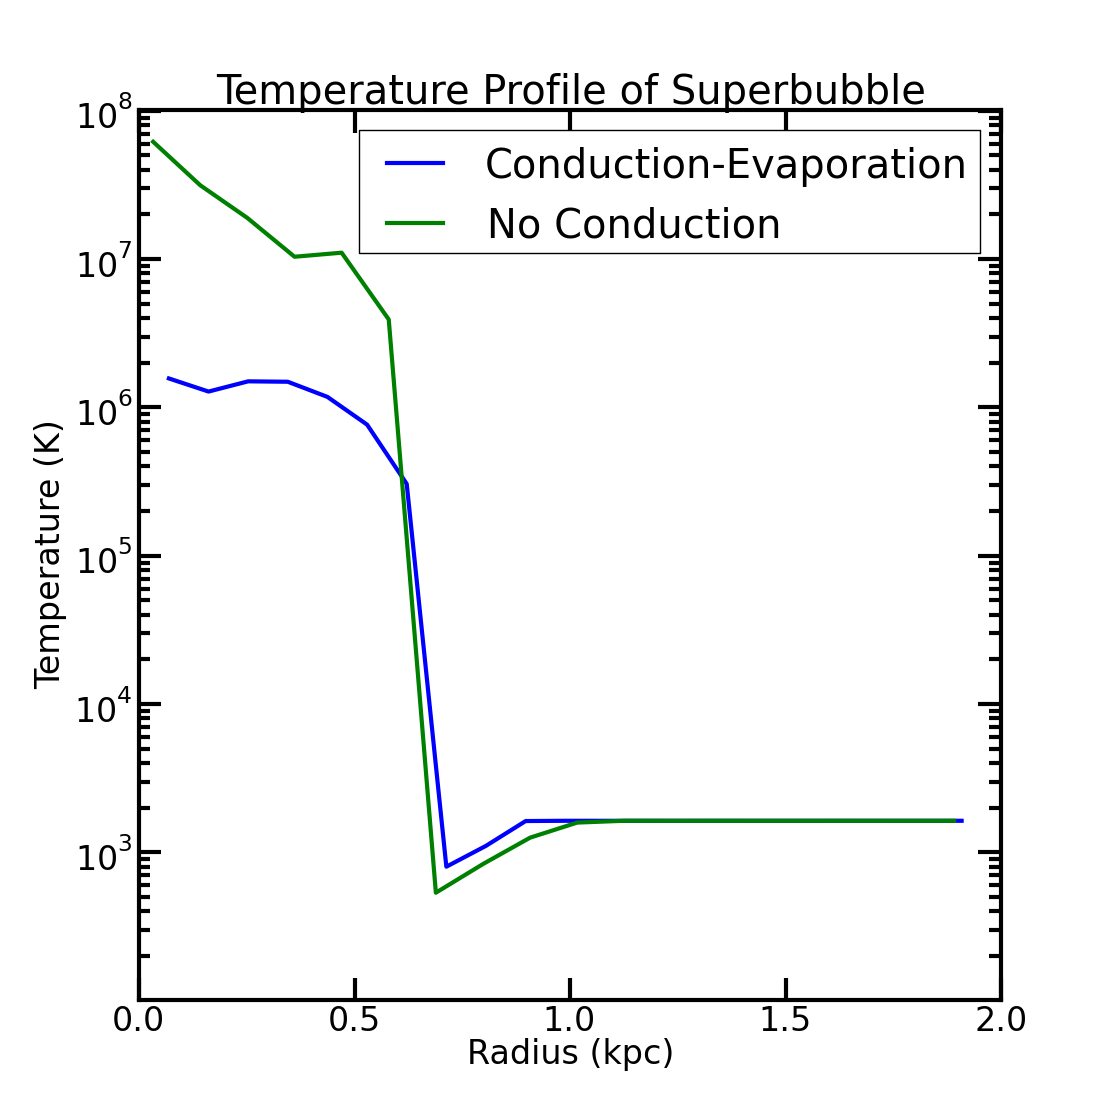 Temperature Profile of Superbubble
Conduction-Evaporation
No Conduction
10^8
10^7
10^6
10^5
10^4
10^3
Temperature (K)
0.0 0.5 1.0 1.5 2.0
Radius (kpc)